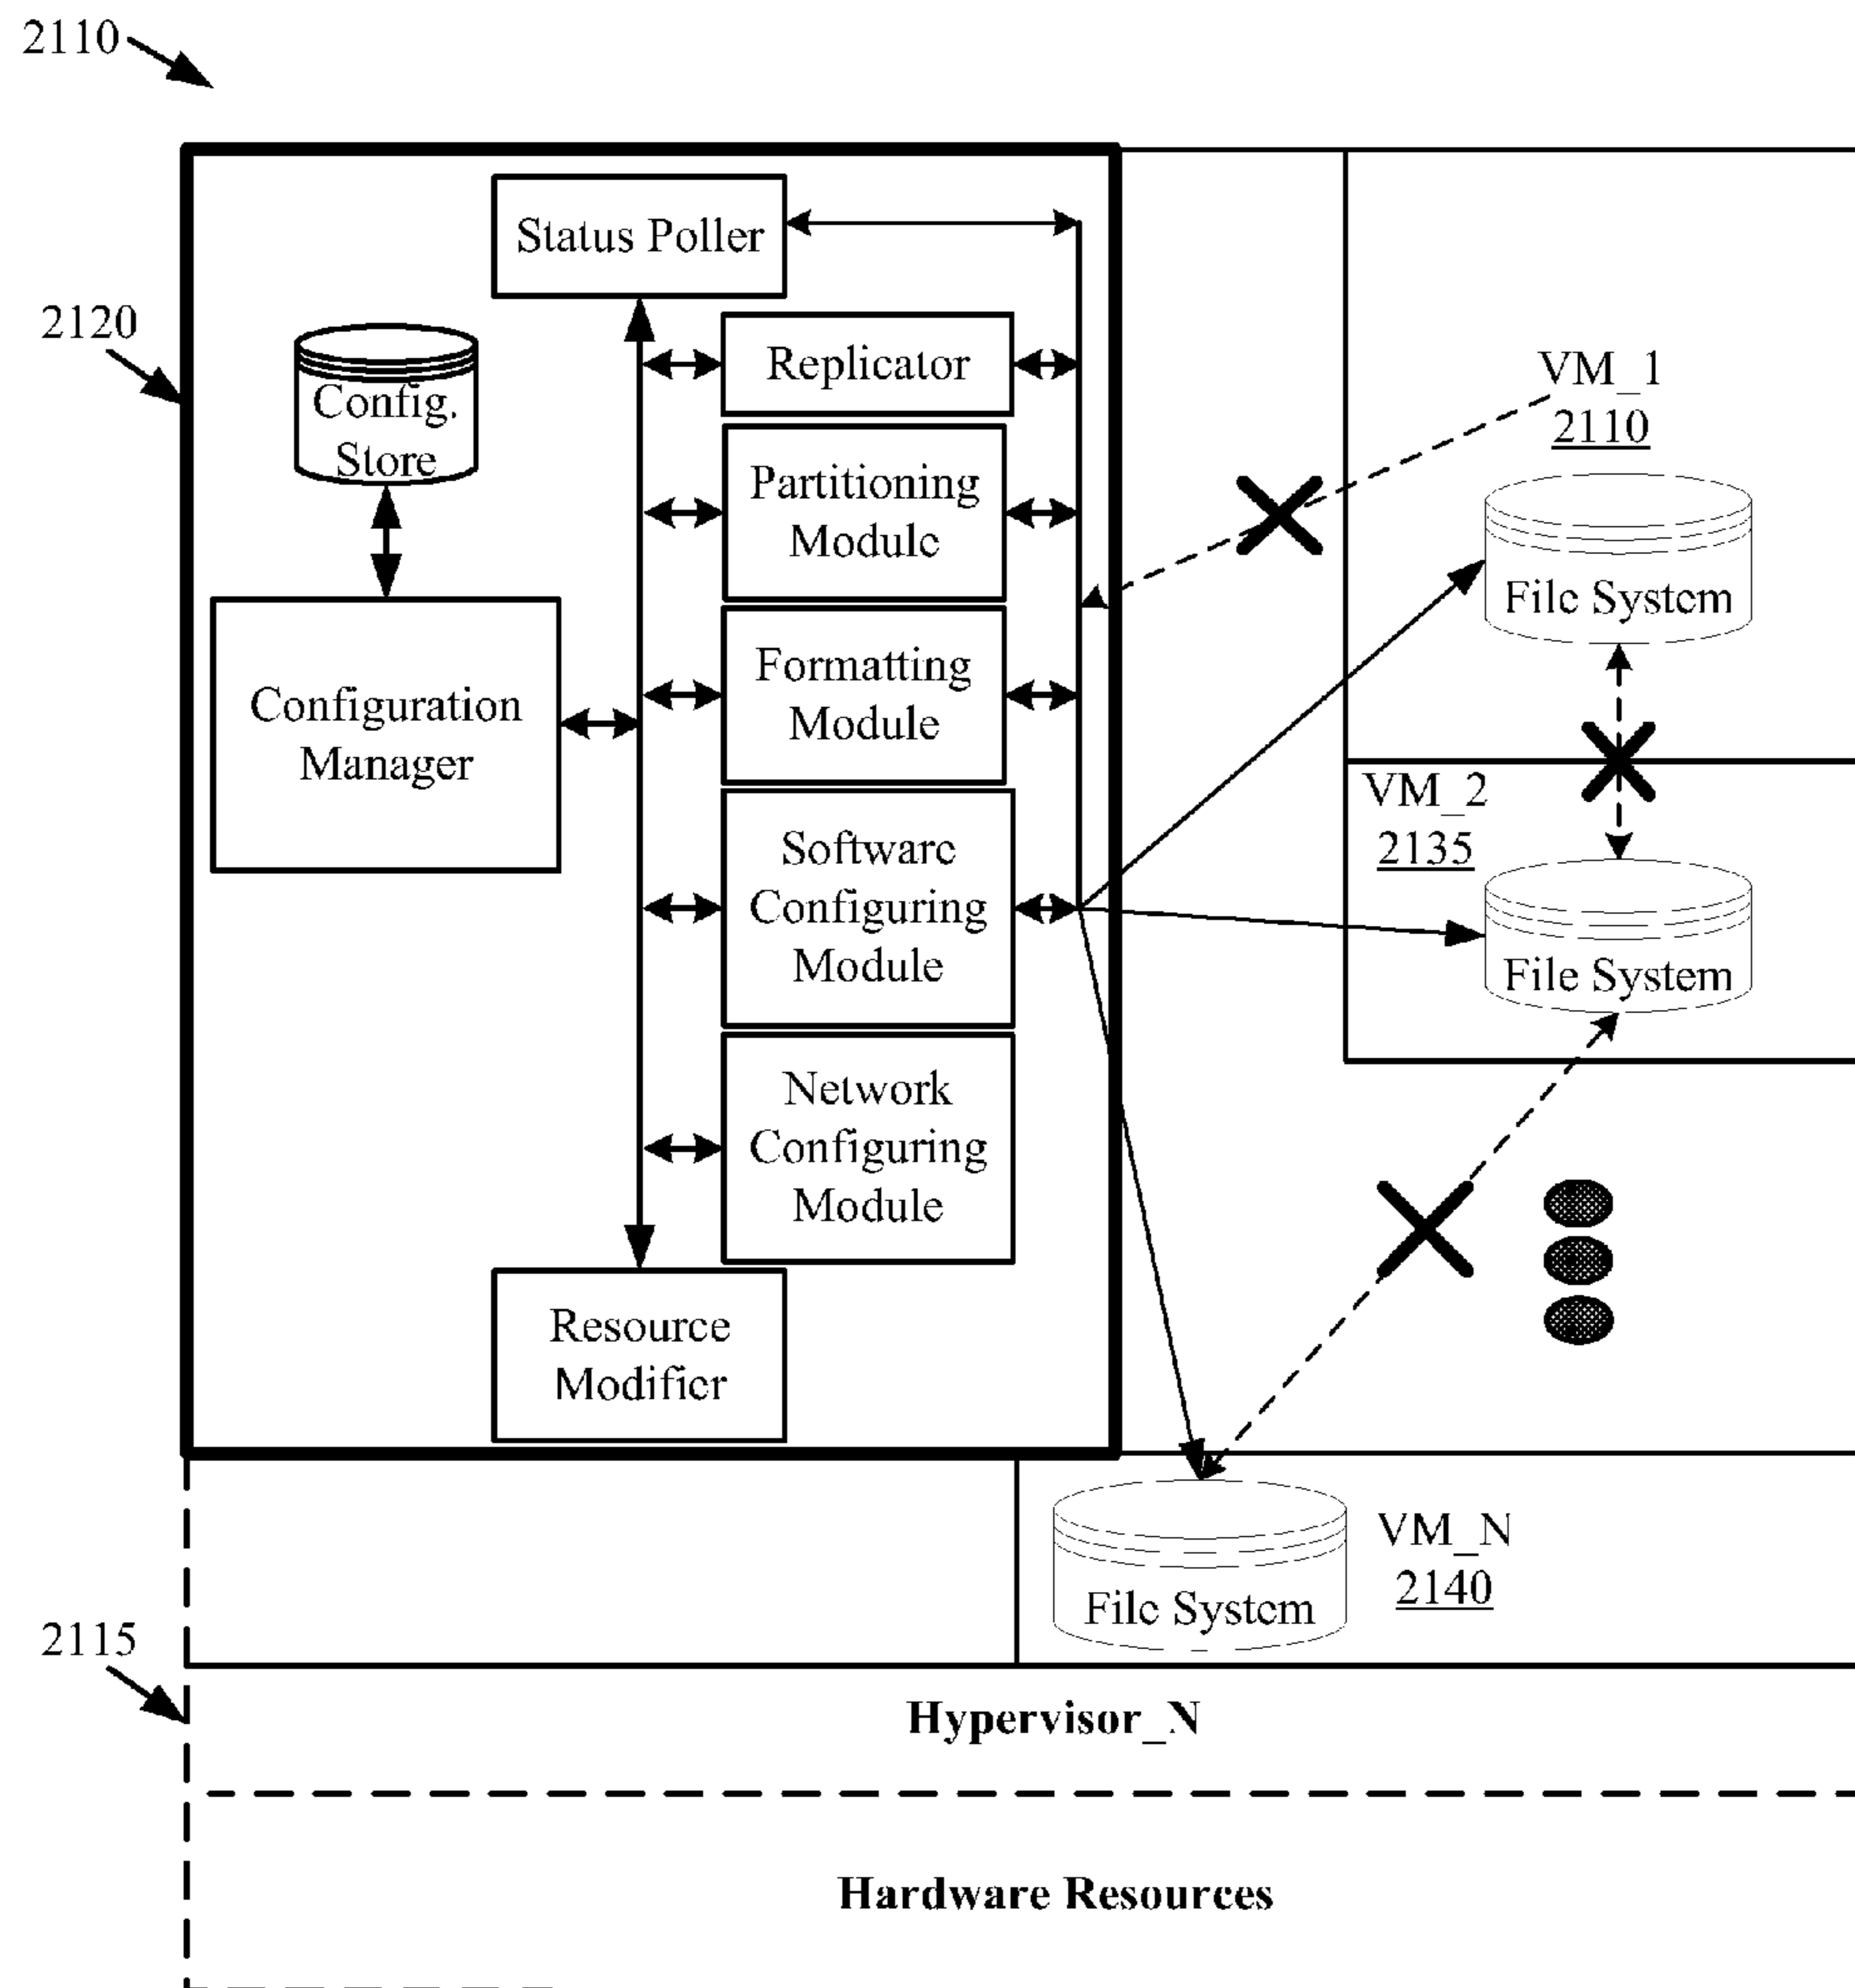 2110
Status Poller
2120
Config.
Store
Replicator
VM_1
2110
Partitioning
Module
File System
Configuration
Manager
Formatting
Module
VM_2
2135
Software
Configuring
Module
File System
Network
Configuring
Module
Resource
Modifier
VM_N
2140
File System
2115
Hypervisor_N
Hardware Resources